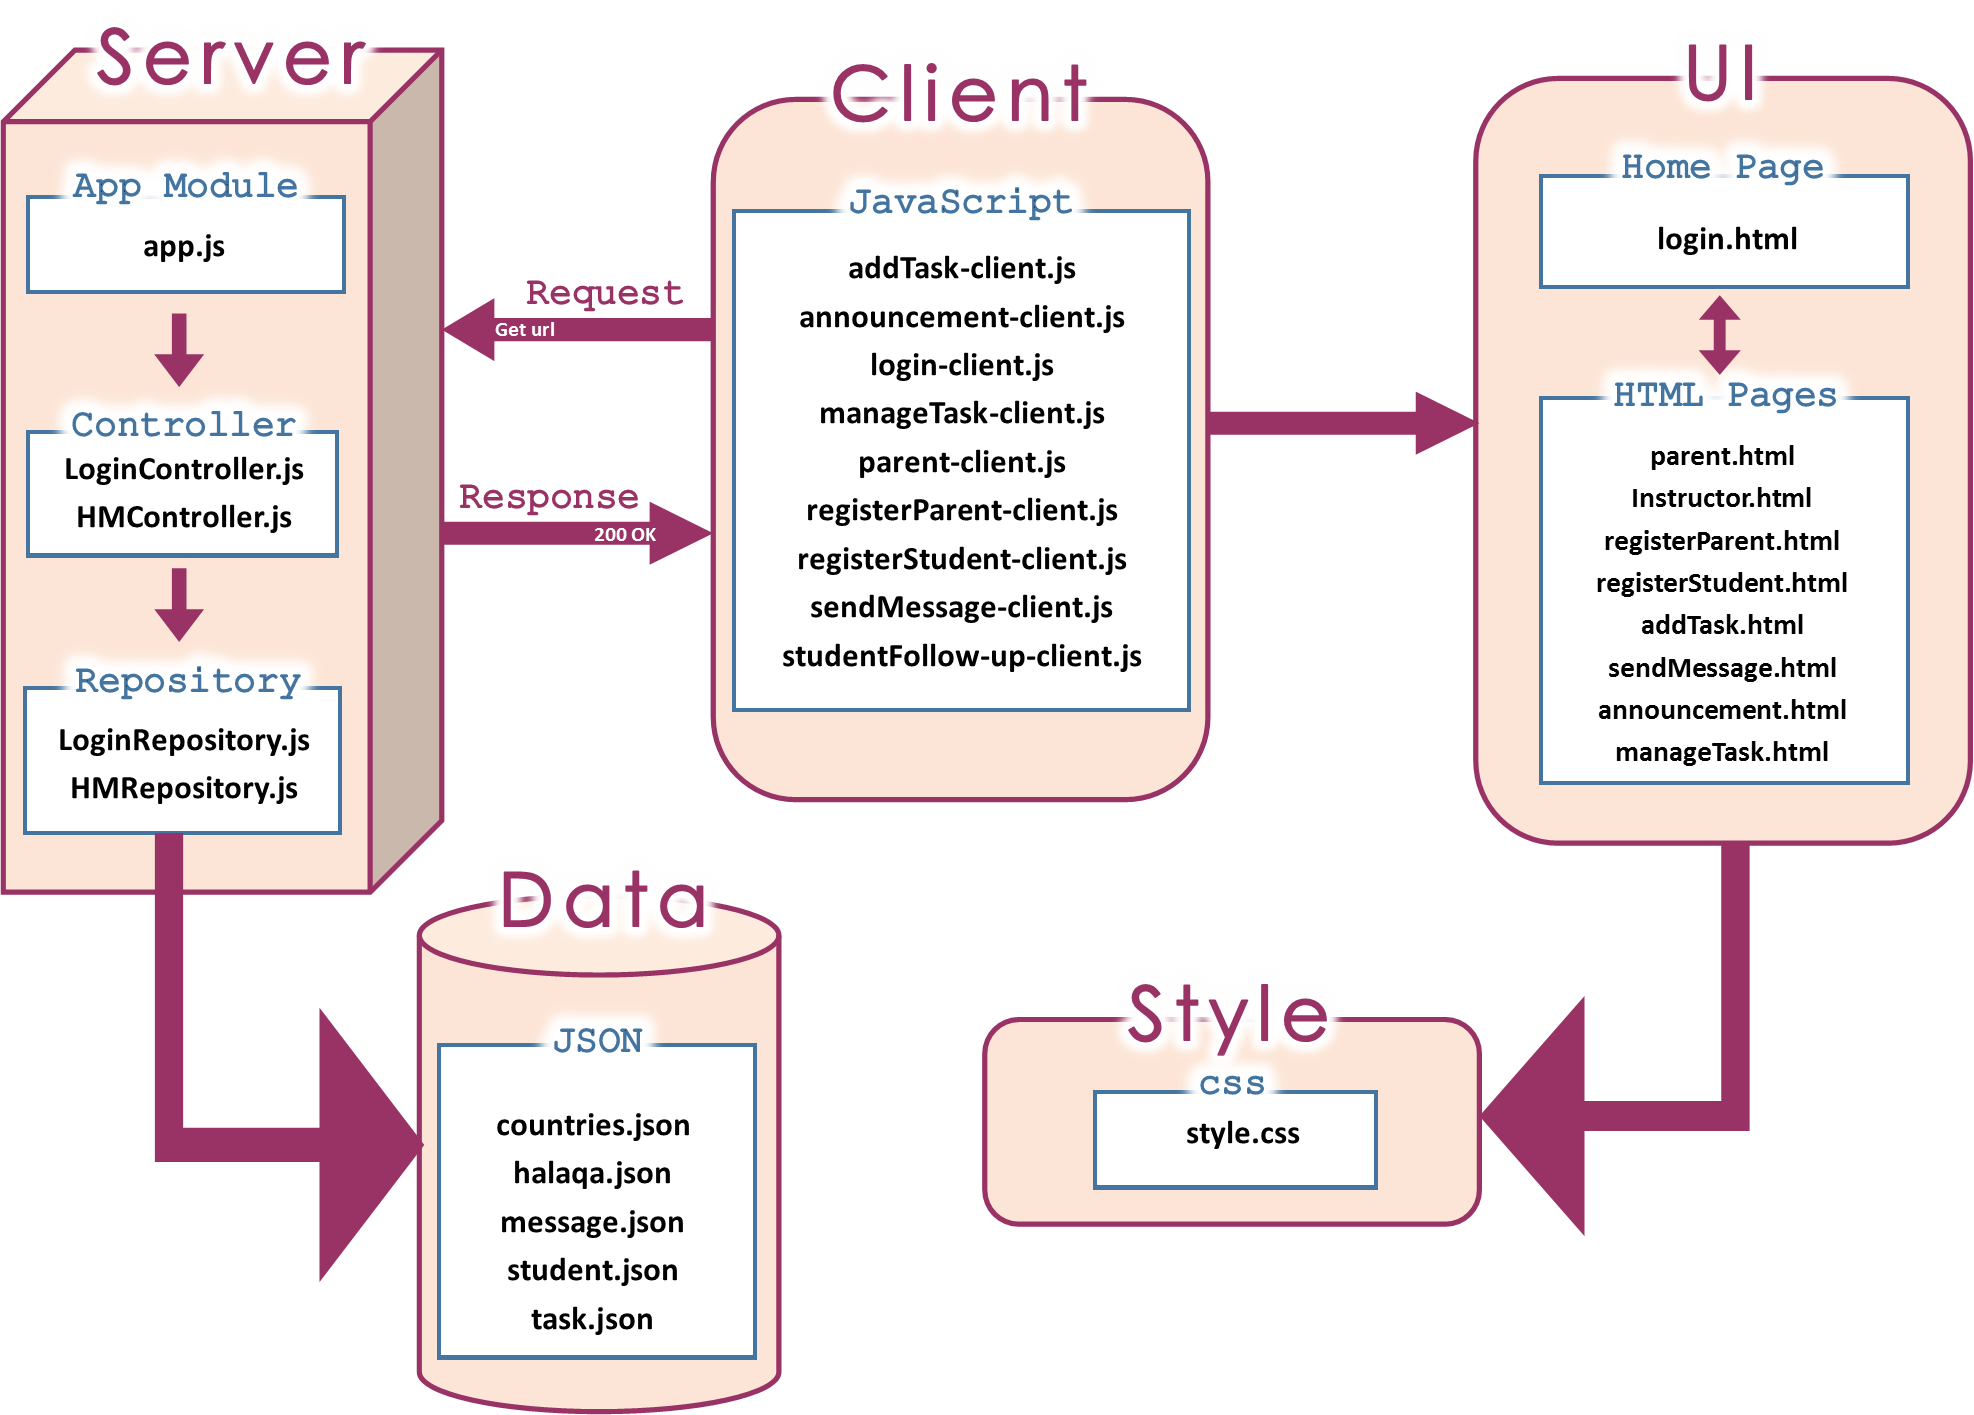 Server
App Module
app.js
Controller
LoginController.js
HMController.js
Repository
LoginRepository.js
HMRepository.js
Request
Get url
Response
200 OK
Client
JavaScript
addTask-client.js
announcement-client.js
login-client.js
manageTask-client.js
parent-client.js
registerParent-client.js
registerStudent-client.js
sendMessage-client.js
studentFollow-up-client.js
UI
Home Page
login.html
HTML Pages
parent.html
Instructor.html
registerParent.html
registerStudent.html
addTask.html
sendMessage.html
announcement.html
manageTask.html
Data
JSON
countries.json
halaqa.json
message.json
student.json
task.json
Style
css
style.css